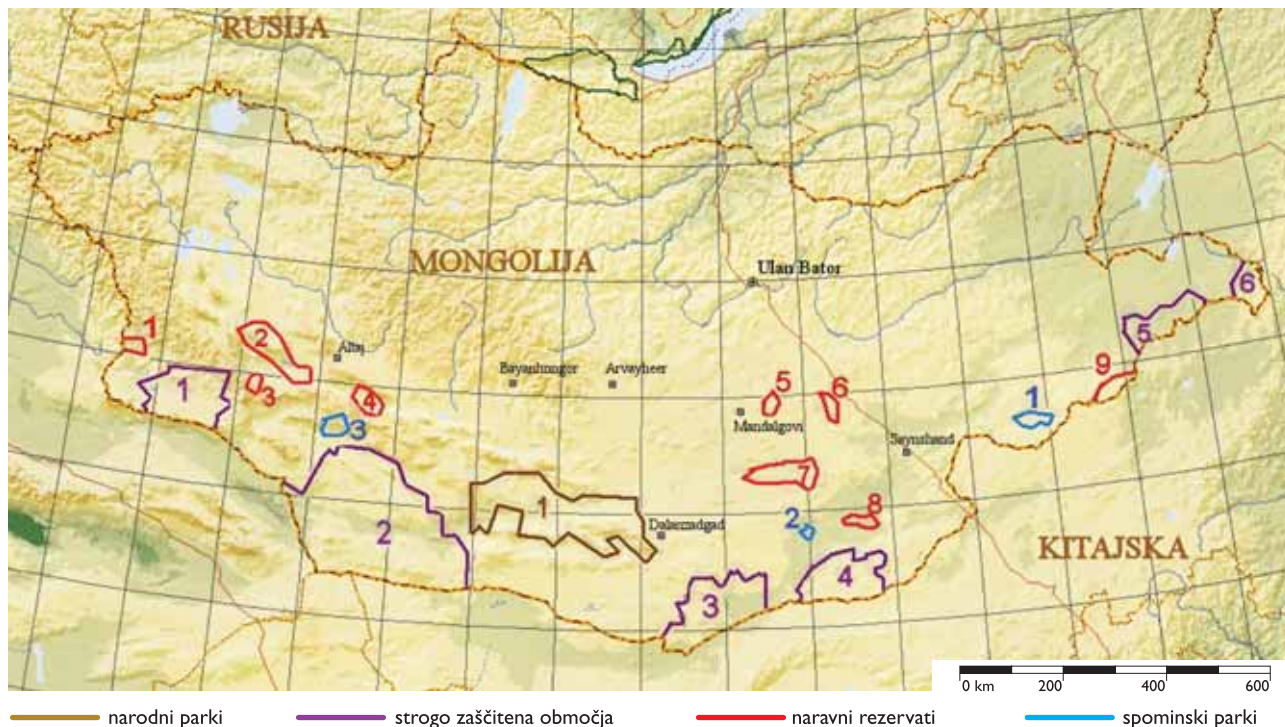 RUSIJA
MONGOLIJA
Ulan Bator
6
5
1
2
Altaj
1
3
4
Bayanhongor
Arvayheer
5
6
9
1
3
Mandalgovi
Saynshand
7
2
1
2
8
Dalanzadgad
KITAJSKA
4
3
0 km 200 400 600
narodni parki strogo zaščitena območja naravni rezervati spominski parki